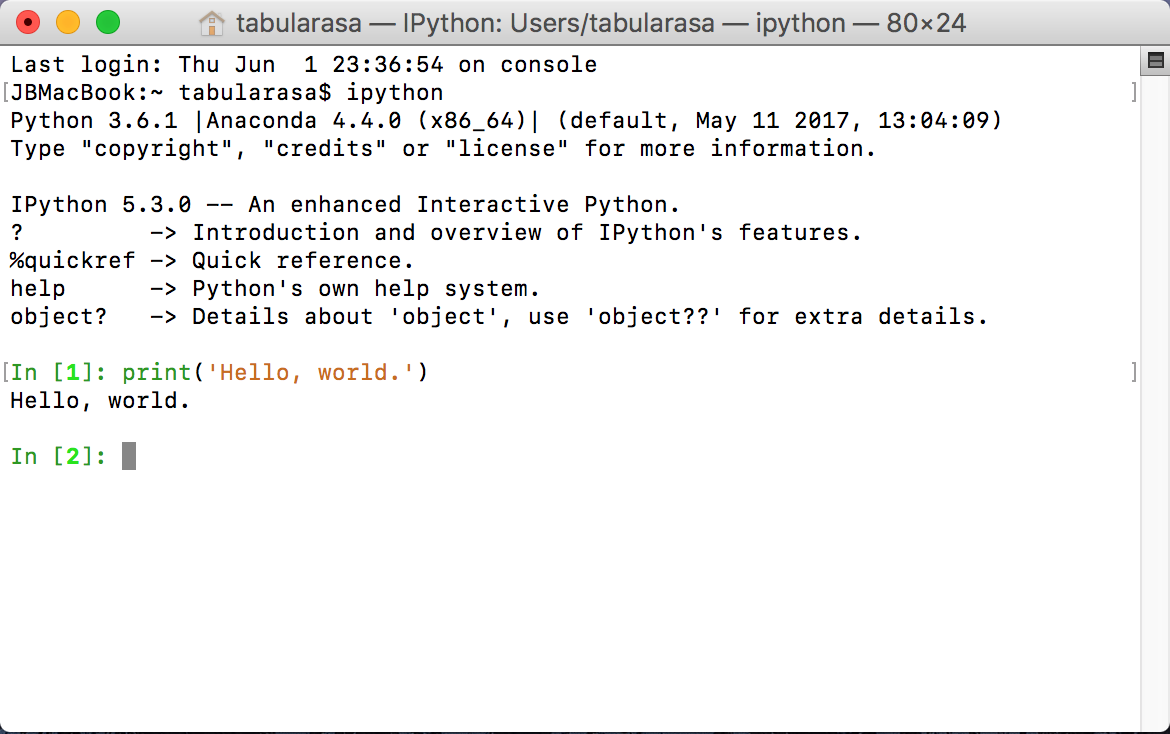 tabularasa — IPython: Users/tabularasa — ipython — 80×24
Last login: Thu Jun  1 23:36:54 on console
[JBMacBook:~ tabularasa$ ipython ]
Python 3.6.1 |Anaconda 4.4.0 (x86_64)| (default, May 11 2017, 13:04:09)
Type "copyright", "credits" or "license" for more information.

IPython 5.3.0 -- An enhanced Interactive Python.
?         -> Introduction and overview of IPython's features.
%quickref -> Quick reference.
help      -> Python's own help system.
object?   -> Details about 'object', use 'object??' for extra details.

[In [1]: print('Hello, world.') ]
Hello, world.

In [2]: